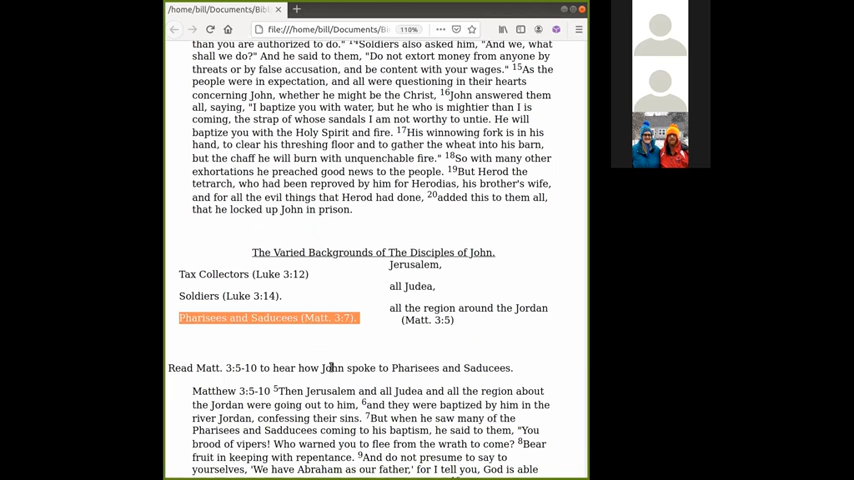 /home/bill/Documents/Bibl
file:///home/bill/Documents/Bi
110%
than you are authorized to do." 14Soldiers also asked him, "And we, what
shall we do?" And he said to them, "Do not extort money from anyone by
threats or by false accusation, and be content with your wages." 15As the
people were in expectation, and all were questioning in their hearts
concerning John, whether he might be the Christ, 16John answered them
all, saying, "I baptize you with water, but he who is mightier than I is
coming, the strap of whose sandals I am not worthy to untie. He will
baptize you with the Holy Spirit and fire. 17His winnowing fork is in his
hand, to clear his threshing floor and to gather the wheat into his barn,
but the chaff he will burn with unquenchable fire." 18So with many other
exhortations he preached good news to the people. 19But Herod the
tetrarch, who had been reproved by him for Herodias, his brother's wife,
and for all the evil things that Herod had done, 20added this to them all,
that he locked up John in prison.
The Varied Backgrounds of The Disciples of John.
Tax Collectors (Luke 3:12)
Soldiers (Luke 3:14).
Pharisees and Saducees (Matt. 3:7).
Jerusalem,
all Judea,
all the region around the Jordan
(Matt. 3:5)
Read Matt. 3:5-10 to hear how John spoke to Pharisees and Saducees.
Matthew 3:5-10 5Then Jerusalem and all Judea and all the region about
the Jordan were going out to him, 6and they were baptized by him in the
river Jordan, confessing their sins. 7But when he saw many of the
Pharisees and Sadducees coming to his baptism, he said to them, "You
brood of vipers! Who warned you to flee from the wrath to come? 8Bear
fruit in keeping with repentance. 9And do not presume to say to
yourselves, 'We have Abraham as our father,' for I tell you, God is able